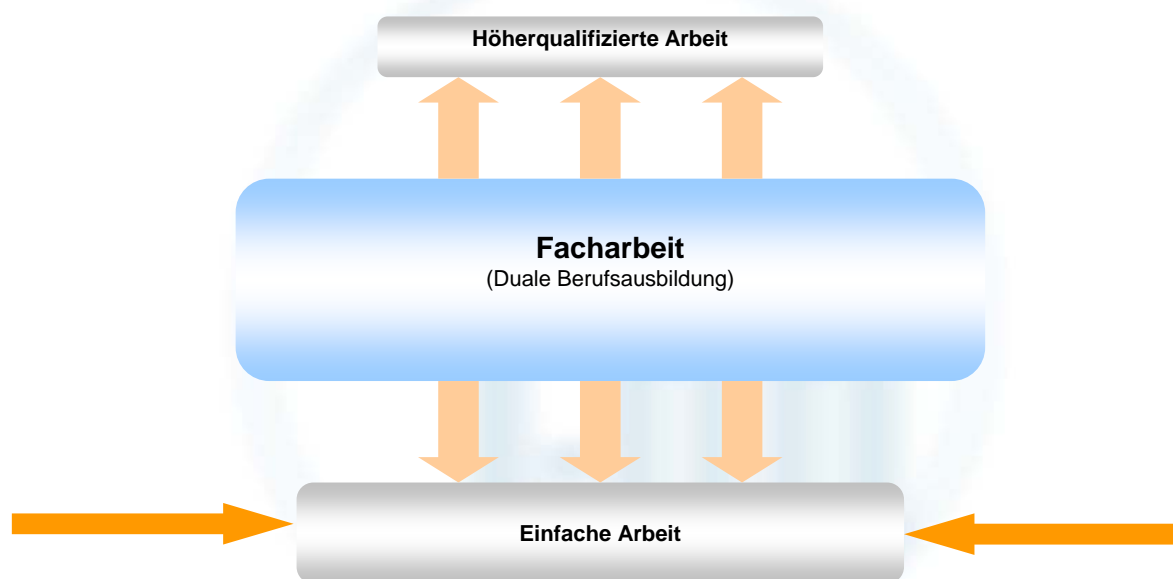 Höherqualifizierte Arbeit
Facharbeit
(Duale Berufsausbildung)
Einfache Arbeit